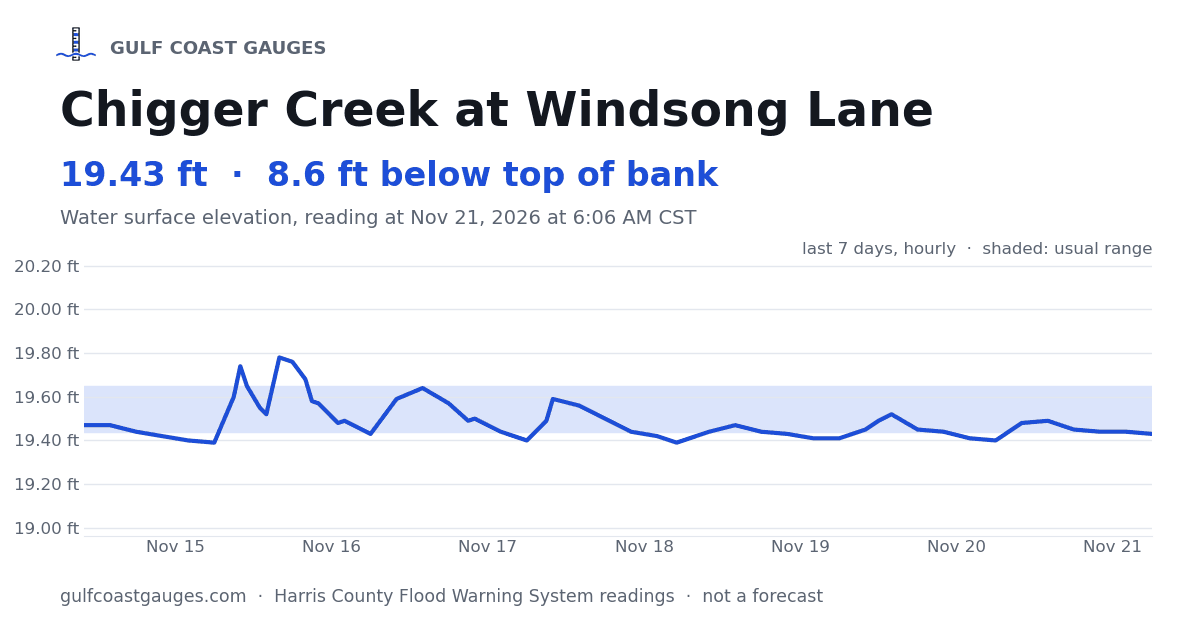 GULF COAST GAUGES
Chigger Creek at Windsong Lane
19.43 ft · 8.6 ft below top of bank
Water surface elevation, reading at Nov 21, 2026 at 6:06 AM CST
last 7 days, hourly · shaded: usual range
20.20 ft
20.00 ft
19.80 ft
19.60 ft
19.40 ft
19.20 ft
19.00 ft
Nov 15 Nov 16 Nov 17 Nov 18 Nov 19 Nov 20 Nov 21
gulfcoastgauges.com · Harris County Flood Warning System readings · not a forecast